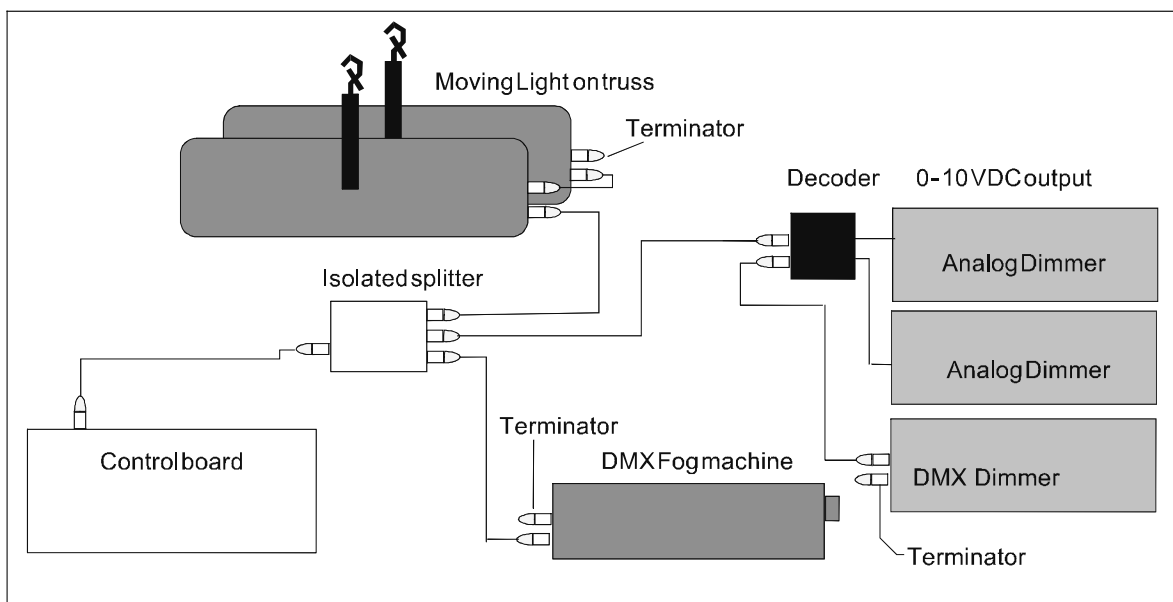 Moving Light on truss
Terminator
Decoder 0-10VDC output
Analog Dimmer
Isolated splitter
Analog Dimmer
Terminator
Control board
DMX Fog machine
DMX Dimmer
Terminator